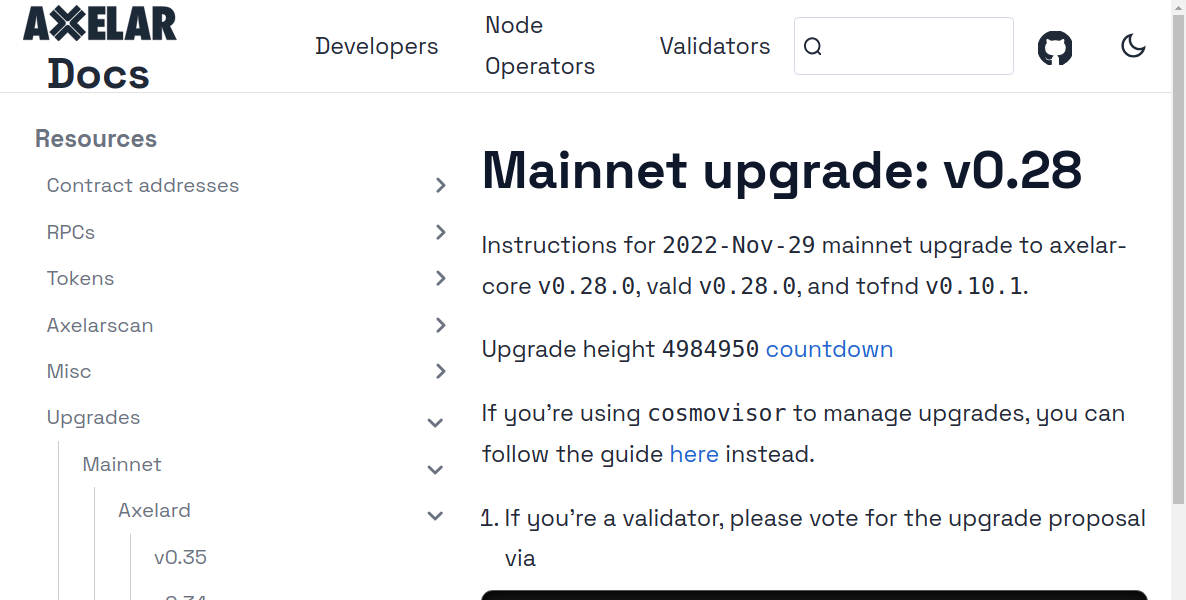 AXELAR
Docs
Developers
Node
Operators
Validators
Resources
Contract addresses
RPCs
Tokens
Axelarscan
Misc
Upgrades
Mainnet
Axelard
v0.35
v0.34
Mainnet upgrade: v0.28
Instructions for 2022-Nov-29 mainnet upgrade to axelar-
core v0.28.0, vald v0.28.0, and tofnd v0.10.1.
Upgrade height 4984950 countdown
If you’re using cosmovisor to manage upgrades, you can
follow the guide here instead.
1. If you’re a validator, please vote for the upgrade proposal
via